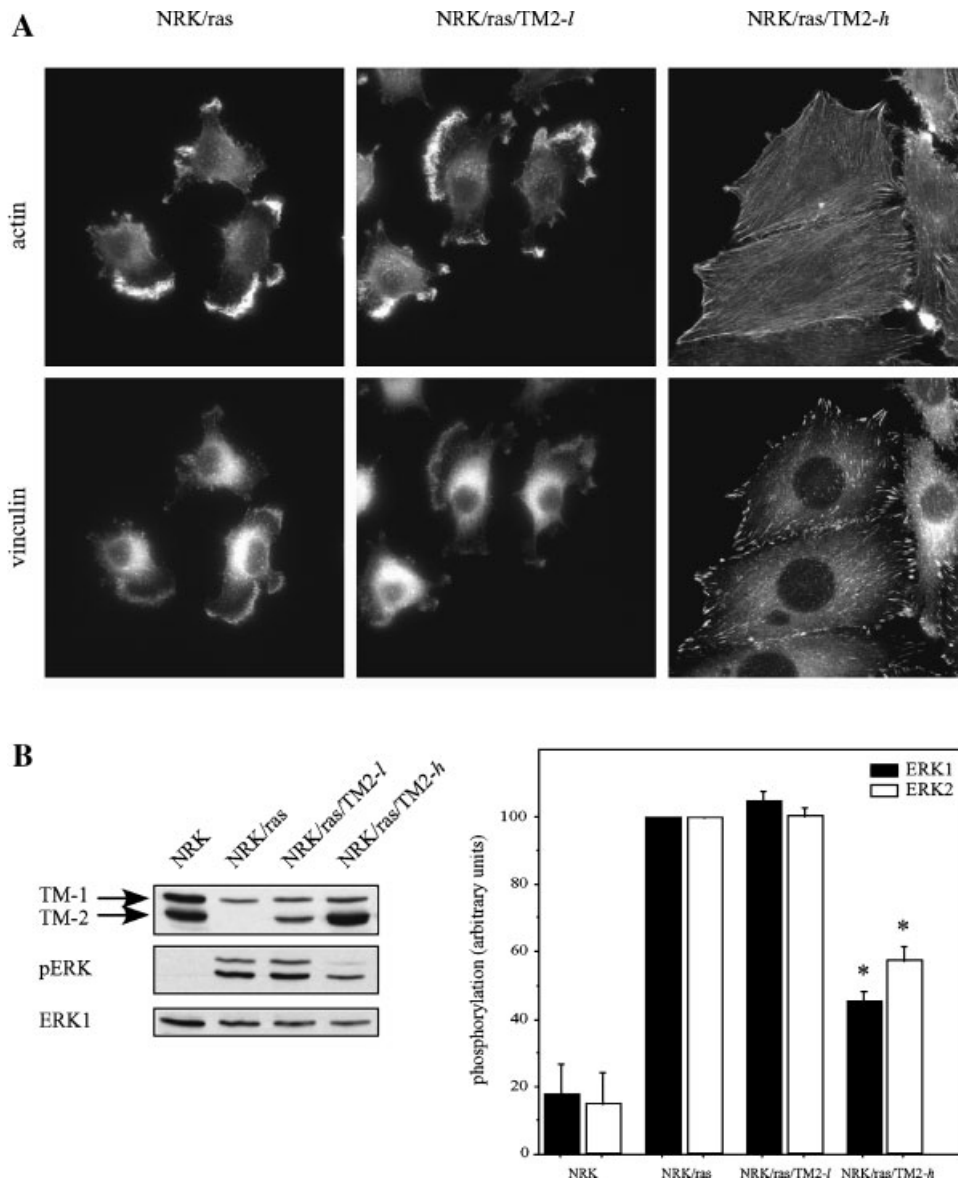 A
NRK/ras NRK/ras/TM2-l NRK/ras/TM2-h
actin
vinculin
B
NRK NRK/ras NRK/ras/TM2-l NRK/ras/TM2-h
TM-1
TM-2
pERK
ERK1
phosphorylation (arbitrary units)
100
80
60
40
20
0
ERK1
ERK2
* *
NRK NRK/ras NRK/ras/TM2-l NRK/ras/TM2-h